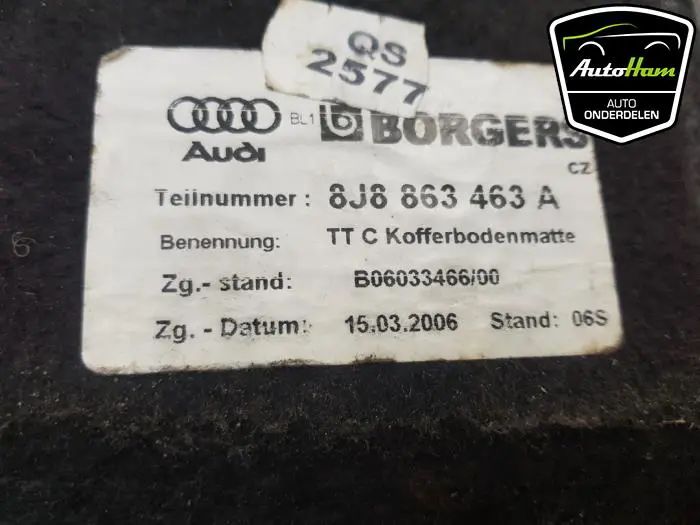 QS
2577
AutoHam
AUTO
ONDERDELEN
BL1 BORGERS
Audi
CZ
Teilnummer: 8J8 863 463 A
Benennung: TT C Kofferbodenmatte
Zg.- stand: B06033466/00
Zg. - Datum: 15.03.2006 Stand: 06S